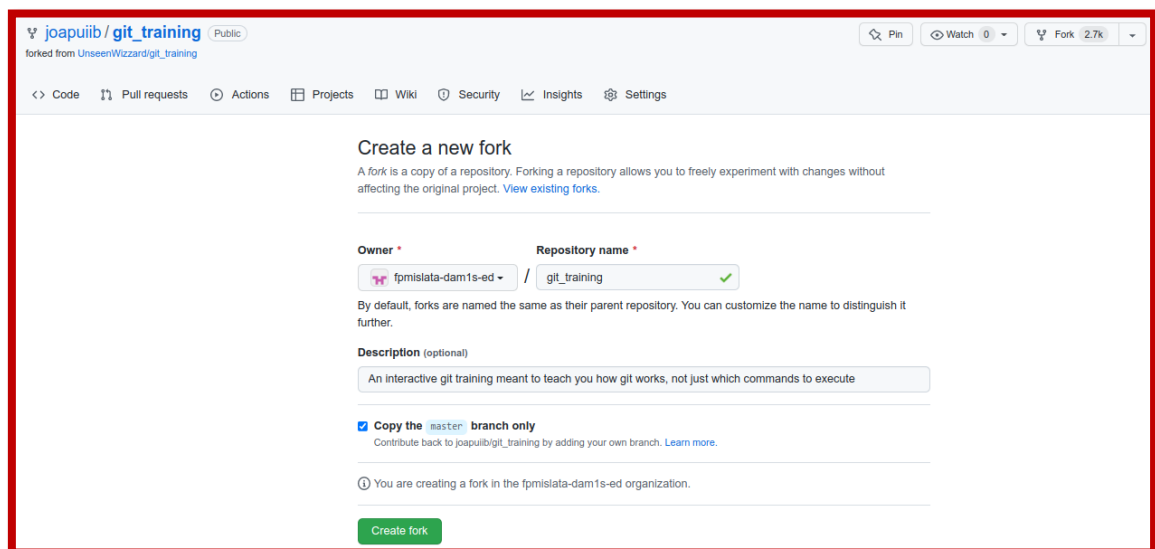 joapuiib / git_training Public
Pin Watch 0 Fork 2.7k
forked from UnseenWizzard/git_training
Code Pull requests Actions Projects Wiki Security Insights Settings
Create a new fork
A fork is a copy of a repository. Forking a repository allows you to freely experiment with changes without
affecting the original project. View existing forks.
Owner * Repository name *
fpmislata-dam1s-ed / git_training
By default, forks are named the same as their parent repository. You can customize the name to distinguish it
further.
Description (optional)
An interactive git training meant to teach you how git works, not just which commands to execute
Copy the master branch only
Contribute back to joapuiib/git_training by adding your own branch. Learn more.
You are creating a fork in the fpmislata-dam1s-ed organization.
Create fork